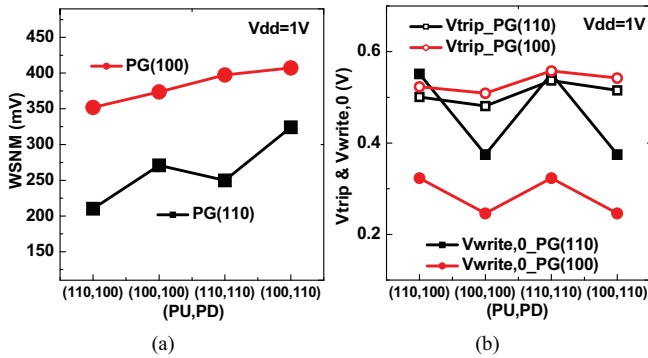 Vdd=1V
450
400
350
300
250
200
150
WSNM (mV)
PG(100)
PG(110)
(110,100) (100,100) (110,110) (100,110)
(PU,PD)
(a)
Vtrip_PG(110)
Vtrip_PG(100)
Vdd=1V
0.6
0.4
0.2
Vtrip & Vwrite,0 (V)
Vwrite,0_PG(110)
Vwrite,0_PG(100)
(110,100) (100,100) (110,110) (100,110)
(PU,PD)
(b)